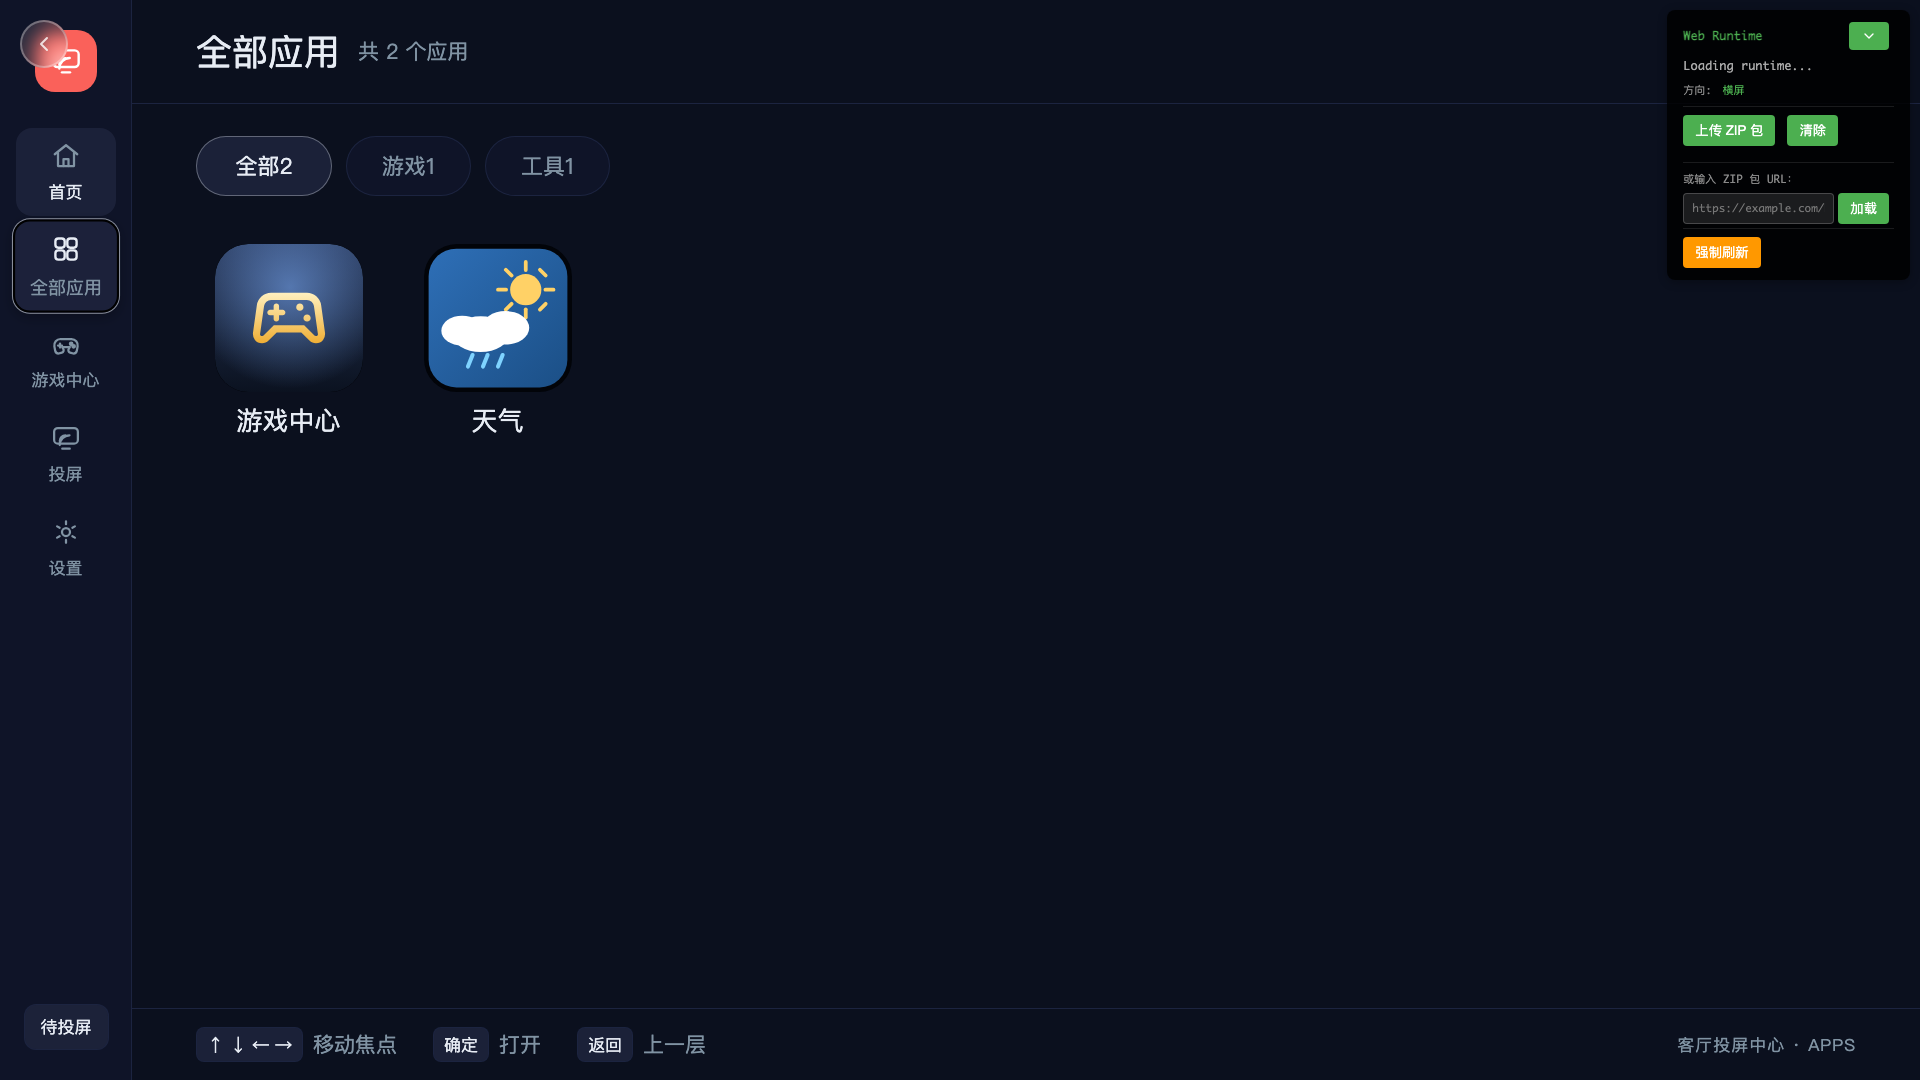 首页
全部应用
游戏中心
投屏
设置
待投屏
全部应用 共 2 个应用
全部2 游戏1 工具1
游戏中心 天气
↑ ↓ ← → 移动焦点 确定 打开 返回 上一层
客厅投屏中心 · APPS
Web Runtime
Loading runtime...
方向: 横屏
上传 ZIP 包 清除
或输入 ZIP 包 URL:
https://example.com/ 加载
强制刷新